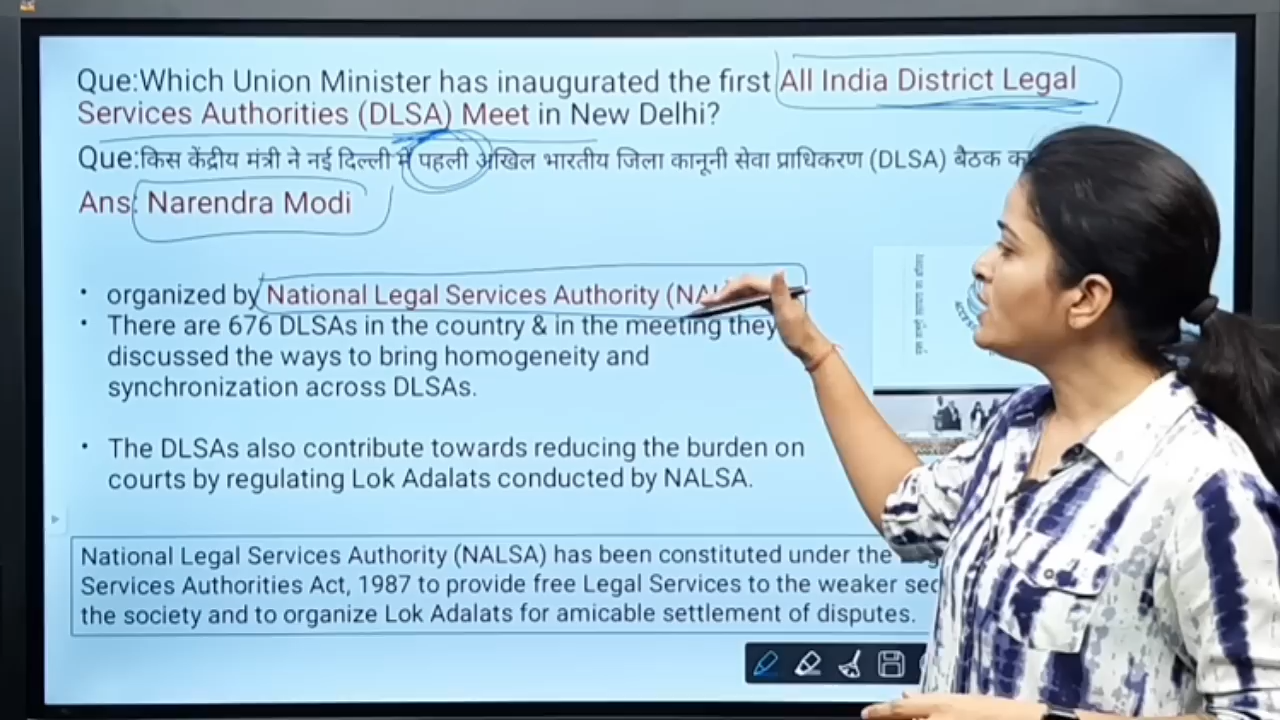 Que:Which Union Minister has inaugurated the first All India District Legal
Services Authorities (DLSA) Meet in New Delhi?
Que:किस केंद्रीय मंत्री ने नई दिल्ली में पहली अखिल भारतीय जिला कानूनी सेवा प्राधिकरण (DLSA) बैठक
Ans: Narendra Modi
• organized by National Legal Services Authority
• There are 676 DLSAs in the country & in the meeting they
discussed the ways to bring homogeneity and
synchronization across DLSAs.
• The DLSAs also contribute towards reducing the burden on
courts by regulating Lok Adalats conducted by NALSA.
National Legal Services Authority (NALSA) has been constituted under the
Services Authorities Act, 1987 to provide free Legal Services to the weaker
the society and to organize Lok Adalats for amicable settlement of disputes.